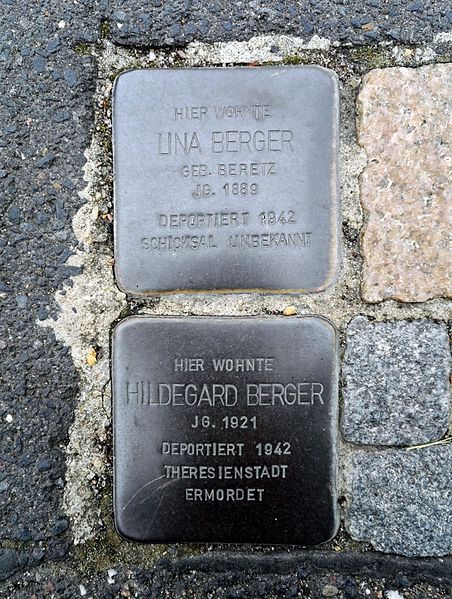 HIER WOHNTE
LINA BERGER
GEB. BERETZ
JG. 1889
DEPORTIERT 1942
SCHICKSAL UNBEKANNT
HIER WOHNTE
HILDEGARD BERGER
JG. 1921
DEPORTIERT 1942
THERESIENSTADT
ERMORDET